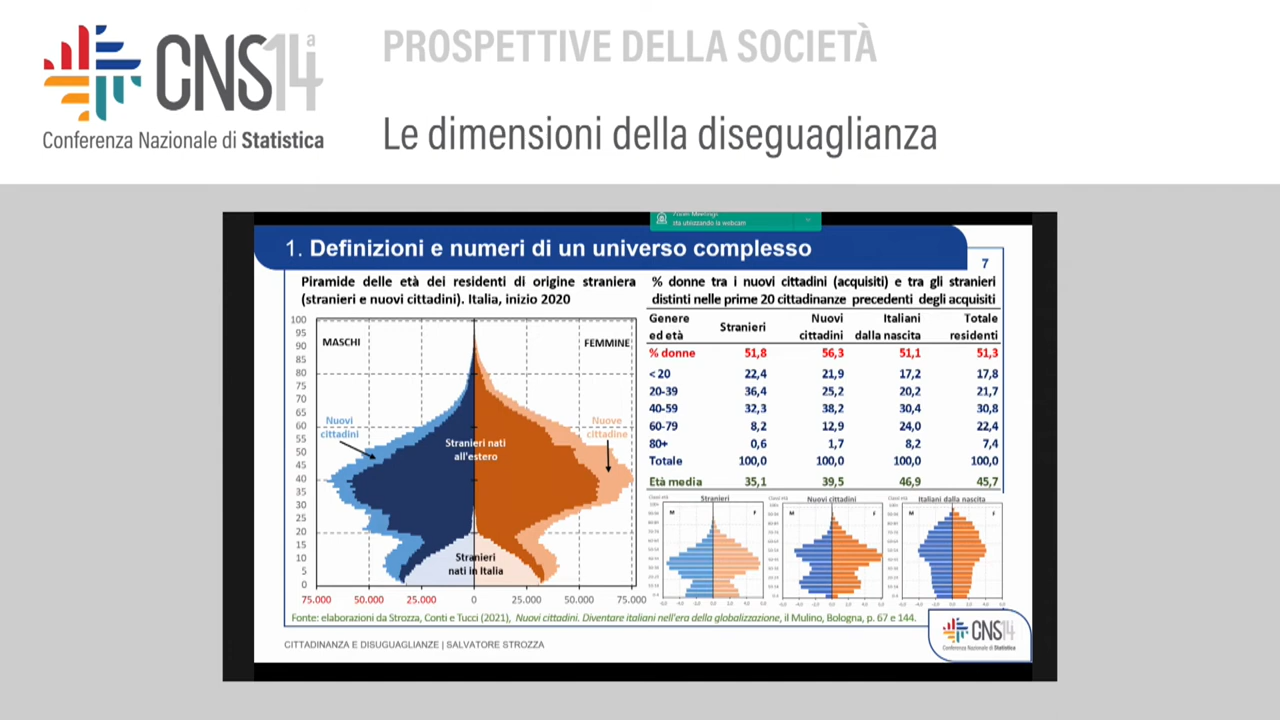 CNS14a
Conferenza Nazionale di Statistica
PROSPETTIVE DELLA SOCIETÀ
Le dimensioni della diseguaglianza
Zoom Meetings
sta utilizzando la webcam
1. Definizioni e numeri di un universo complesso
7
Piramide delle età dei residenti di origine straniera
(stranieri e nuovi cittadini). Italia, inizio 2020
100
95
90
85
80
75
70
65
60
55
50
45
40
35
30
25
20
15
10
5
0
MASCHI
FEMMINE
Nuovi
cittadini
Nuove
cittadine
Stranieri nati
all'estero
Stranieri
nati in Italia
75.000 50.000 25.000 0 25.000 50.000 75.000
% donne tra i nuovi cittadini (acquisiti) e tra gli stranieri
distinti nelle prime 20 cittadinanze precedenti degli acquisiti
Genere
ed età
Stranieri
Nuovi
cittadini
Italiani
dalla nascita
Totale
residenti
% donne 51,8 56,3 51,1 51,3
< 20 22,4 21,9 17,2 17,8
20-39 36,4 25,2 20,2 21,7
40-59 32,3 38,2 30,4 30,8
60-79 8,2 12,9 24,0 22,4
80+ 0,6 1,7 8,2 7,4
Totale 100,0 100,0 100,0 100,0
Età media 35,1 39,5 46,9 45,7
Stranieri
M F
Nuovi cittadini
M F
Italiani dalla nascita
M F
Fonte: elaborazioni da Strozza, Conti e Tucci (2021), Nuovi cittadini. Diventare italiani nell'era della globalizzazione, il Mulino, Bologna, p. 67 e 144.
CITTADINANZA E DISUGUAGLIANZE | SALVATORE STROZZA
CNS14
Conferenza Nazionale di Statistica